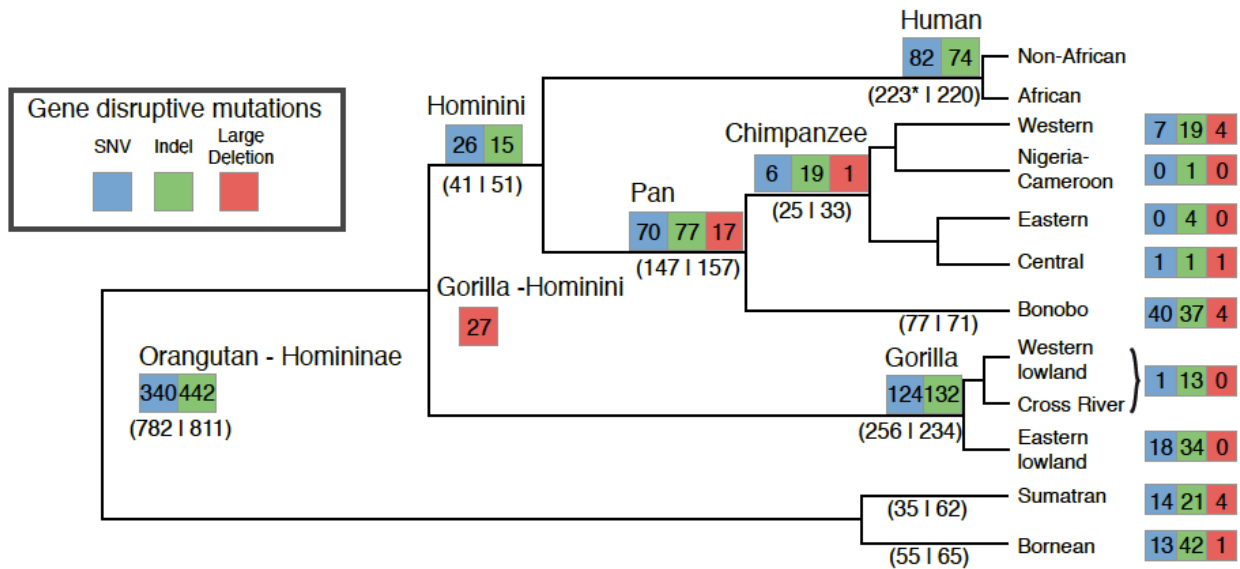 Human
82 74
(223* | 220)
Non-African
African
Gene disruptive mutations
SNV Indel Large
Deletion
Hominini
26 15
(41 | 51)
Chimpanzee
6 19 1
(25 | 33)
Western
7 19 4
Nigeria-
Cameroon
0 1 0
Pan
70 77 17
(147 | 157)
Eastern
0 4 0
Central
1 1 1
Gorilla -Hominini
27
Bonobo
40 37 4
(77 | 71)
Orangutan - Homininae
340 442
(782 | 811)
Gorilla
124 132
(256 | 234)
Western
lowland
Cross River
1 13 0
Eastern
lowland
18 34 0
Sumatran
14 21 4
(35 | 62)
Bornean
13 42 1
(55 | 65)